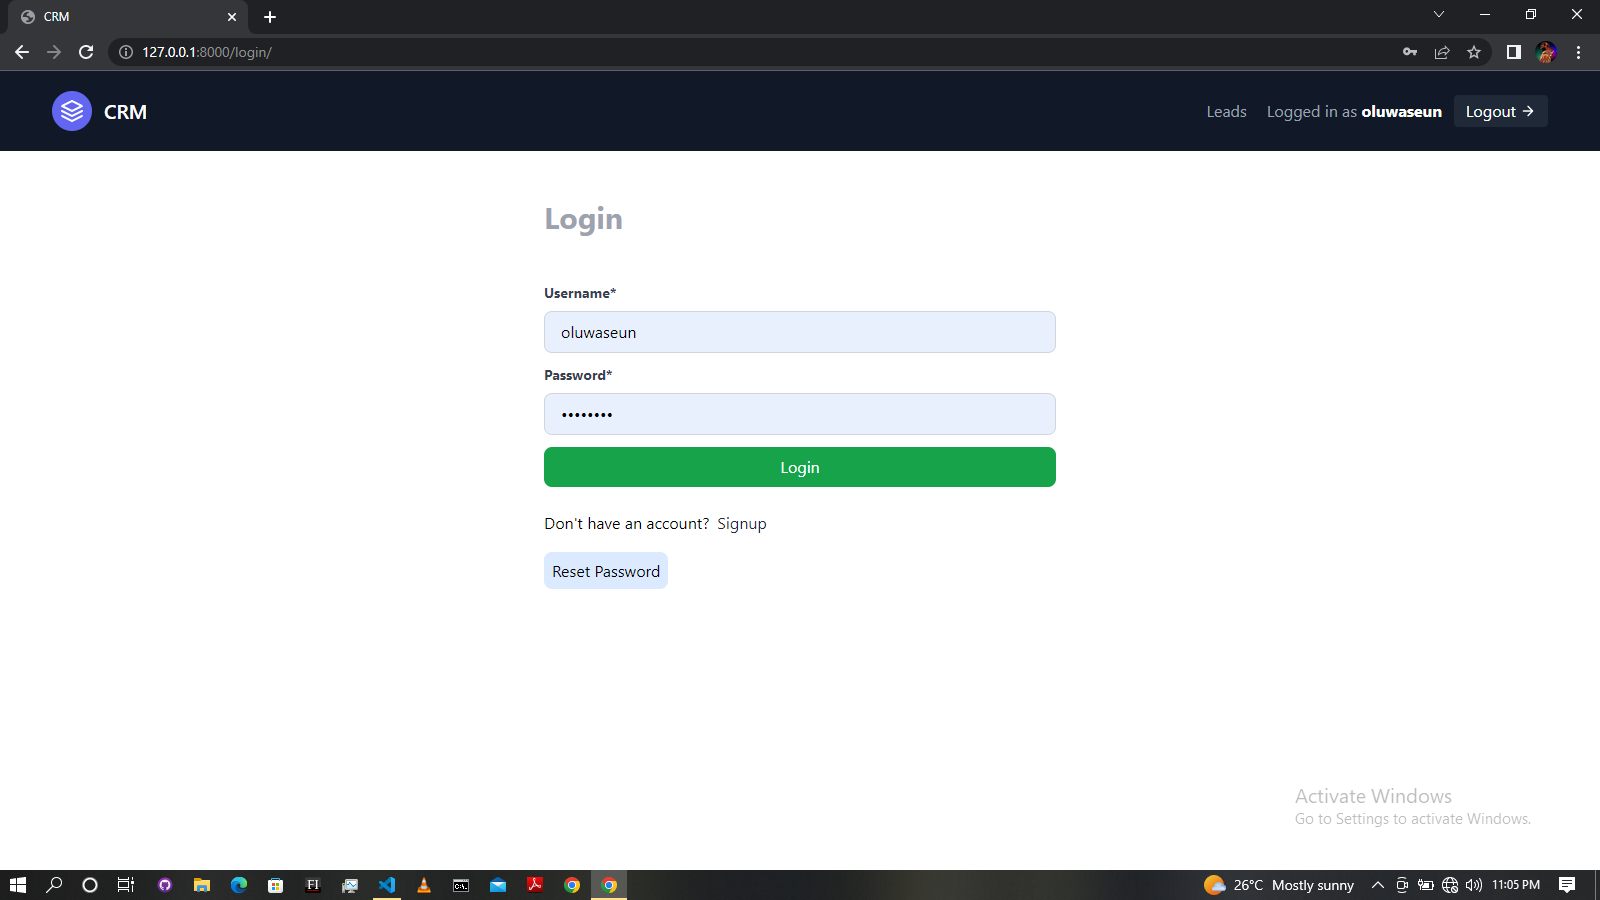 CRM
127.0.0.1:8000/login/
CRM
Leads
Logged in as oluwaseun
Logout →
Login
Username*
oluwaseun
Password*
••••••••
Login
Don't have an account? Signup
Reset Password
Activate Windows
Go to Settings to activate Windows.
FI
C:\.
26°C Mostly sunny
11:05 PM